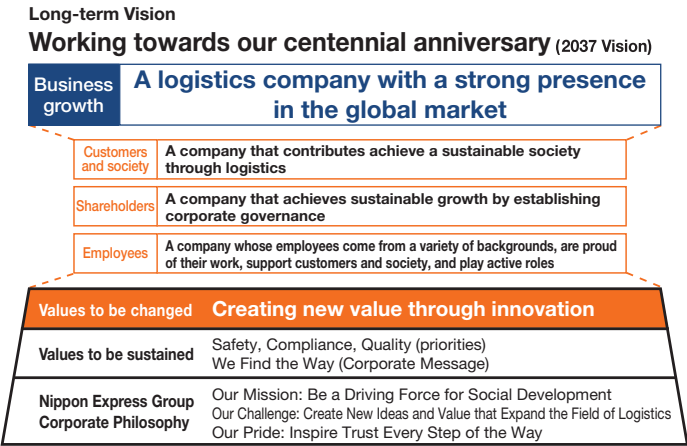 Long-term Vision
Working towards our centennial anniversary (2037 Vision)
Business
growth
A logistics company with a strong presence
in the global market
Customers
and society
A company that contributes achieve a sustainable society
through logistics
Shareholders
A company that achieves sustainable growth by establishing
corporate governance
Employees
A company whose employees come from a variety of backgrounds, are proud
of their work, support customers and society, and play active roles
Values to be changed
Creating new value through innovation
Values to be sustained
Safety, Compliance, Quality (priorities)
We Find the Way (Corporate Message)
Nippon Express Group
Corporate Philosophy
Our Mission: Be a Driving Force for Social Development
Our Challenge: Create New Ideas and Value that Expand the Field of Logistics
Our Pride: Inspire Trust Every Step of the Way